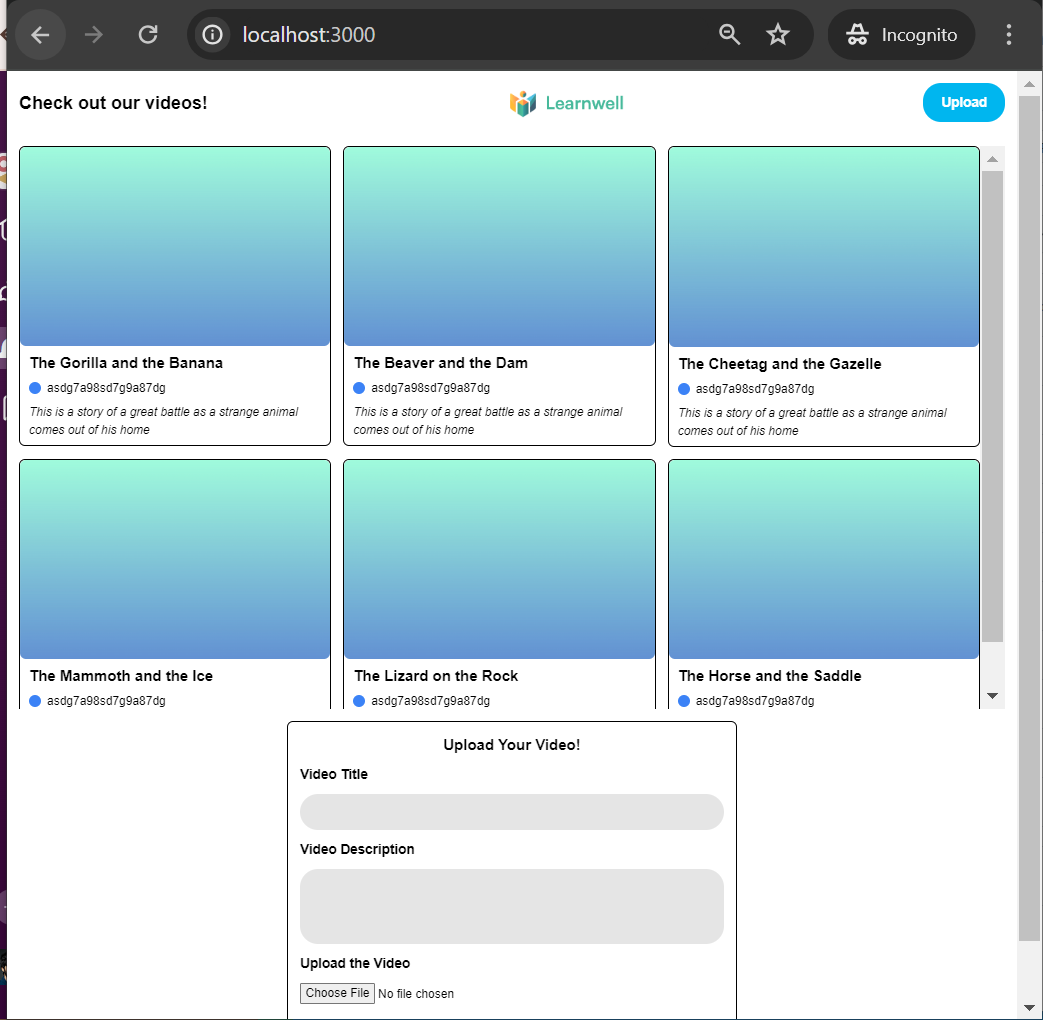 localhost:3000
Incognito
Check out our videos!
Learnwell
Upload
The Gorilla and the Banana
asdg7a98sd7g9a87dg
This is a story of a great battle as a strange animal
comes out of his home
The Beaver and the Dam
asdg7a98sd7g9a87dg
This is a story of a great battle as a strange animal
comes out of his home
The Cheetag and the Gazelle
asdg7a98sd7g9a87dg
This is a story of a great battle as a strange animal
comes out of his home
The Mammoth and the Ice
asdg7a98sd7g9a87dg
The Lizard on the Rock
asdg7a98sd7g9a87dg
The Horse and the Saddle
asdg7a98sd7g9a87dg
Upload Your Video!
Video Title
Video Description
Upload the Video
Choose File No file chosen